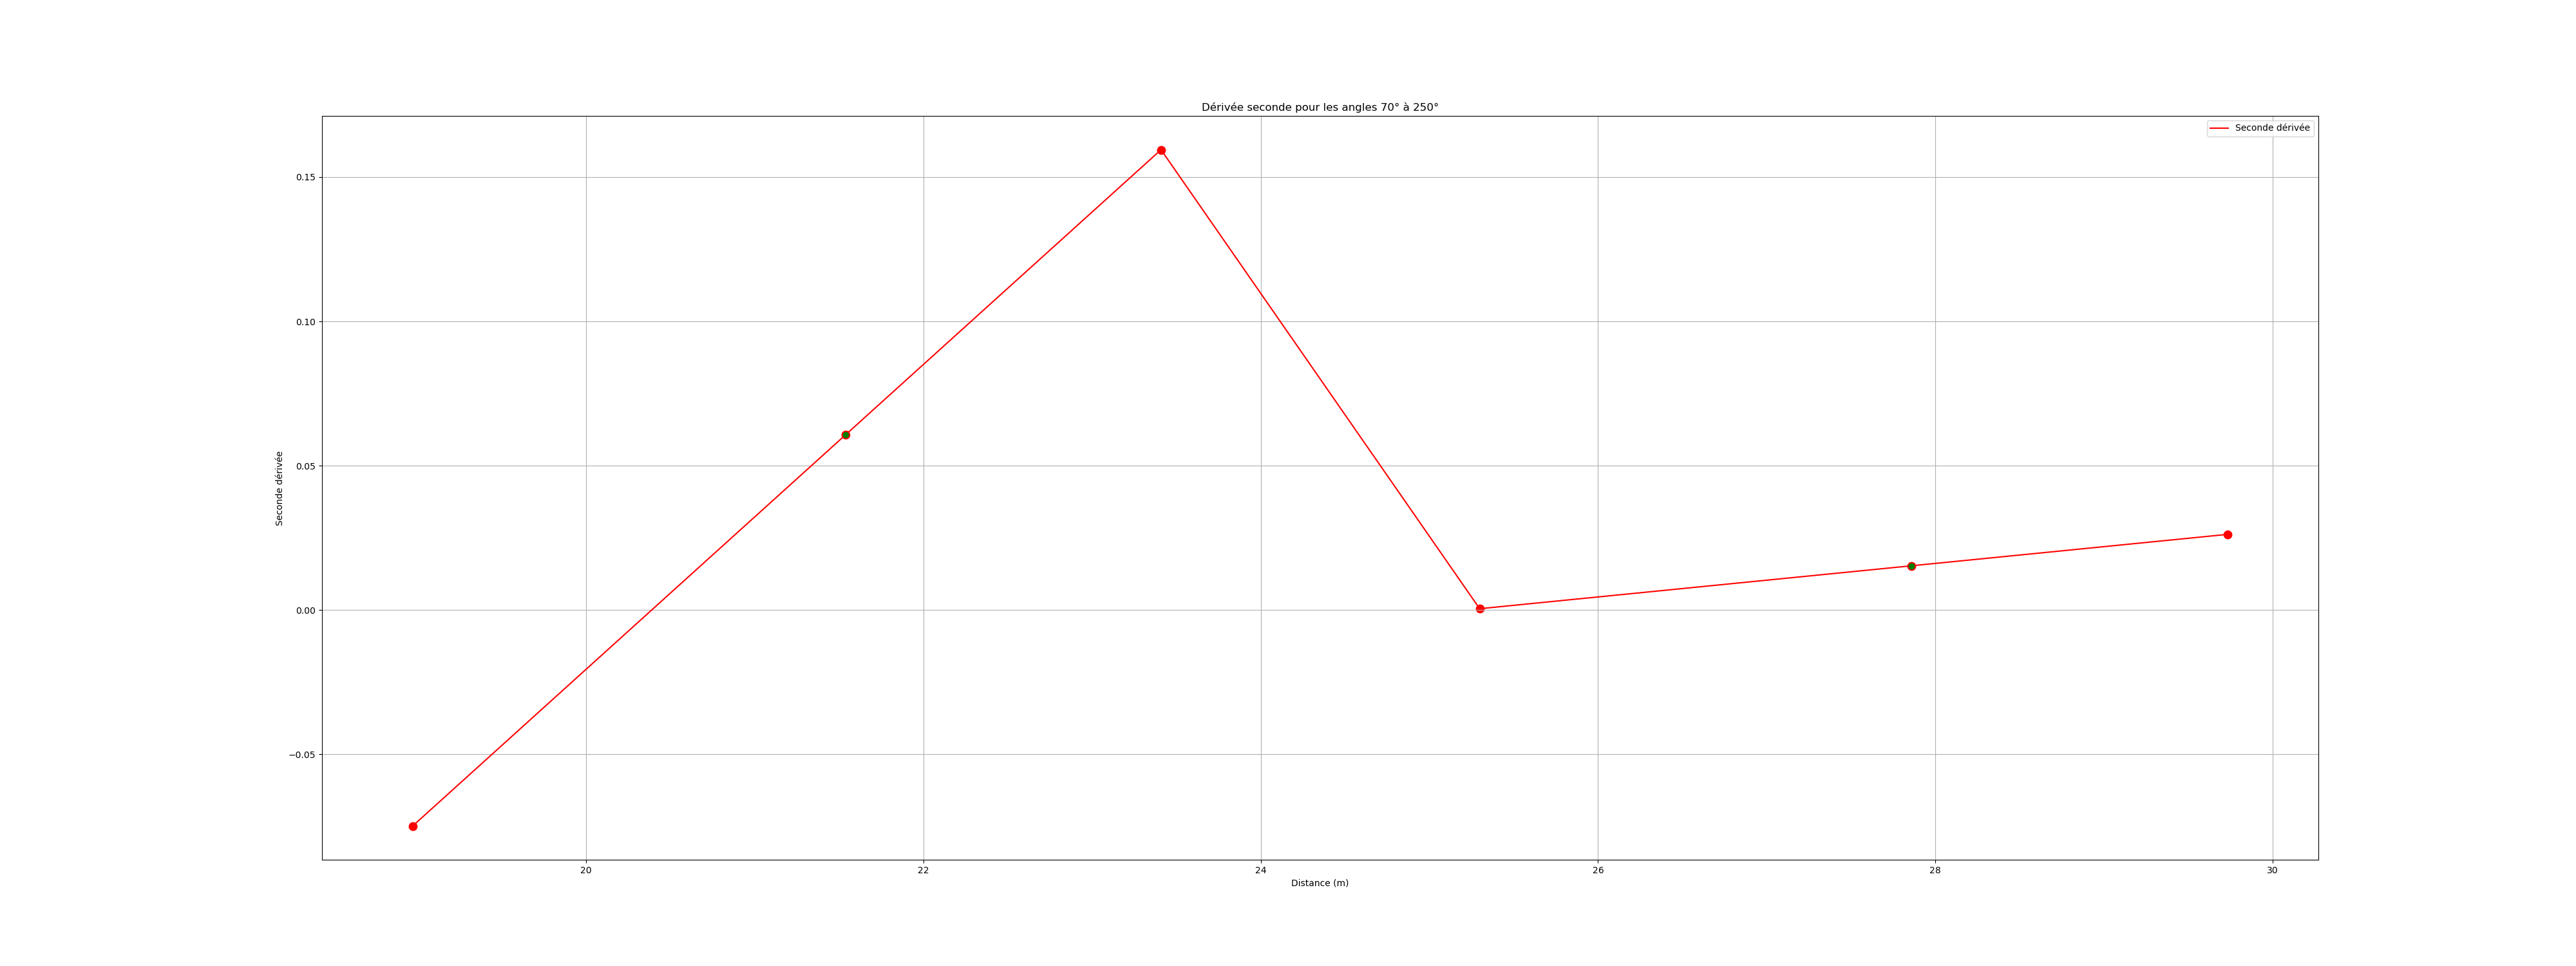 Dérivée seconde pour les angles 70° à 250°
Seconde dérivée
0.15
0.10
0.05
0.00
−0.05
Seconde dérivée
20
22
24
26
28
30
Distance (m)